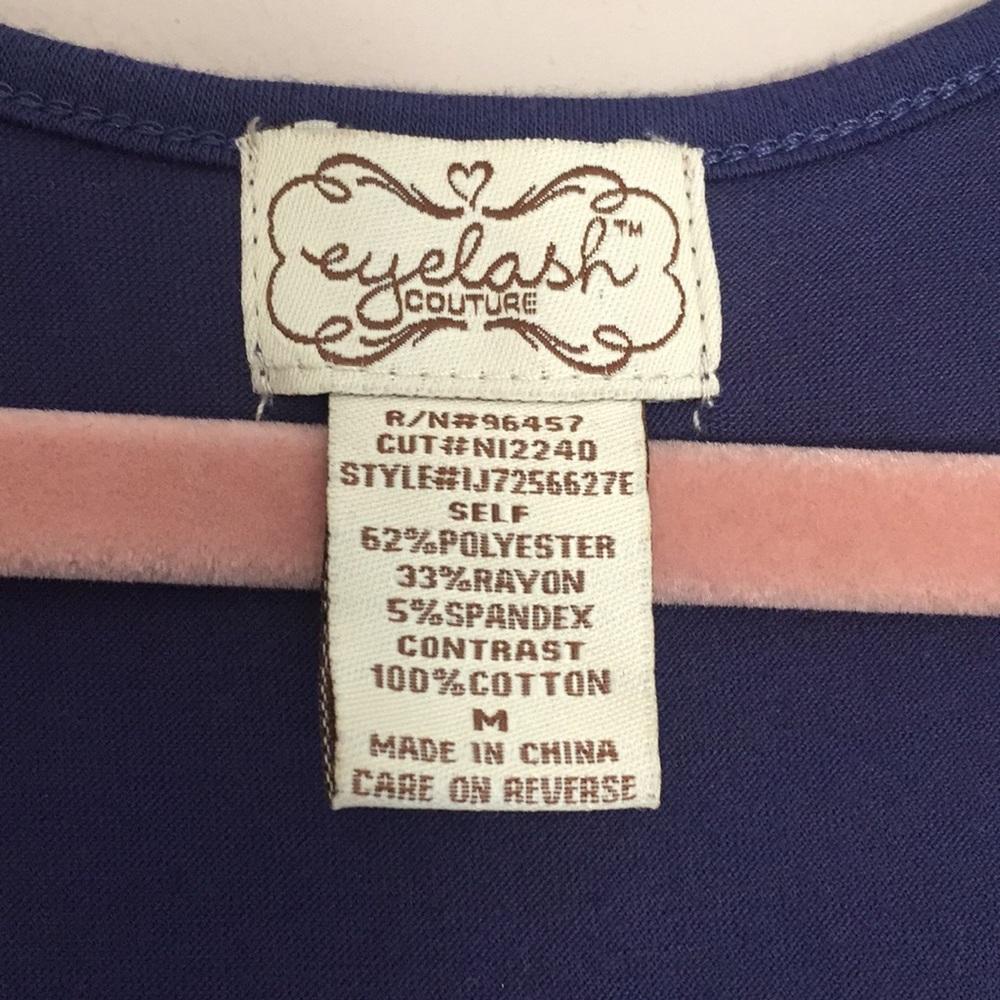 eyelash™
COUTURE
R/N#96457
CUT#N12240
STYLE#IJ7256627E
SELF
62%POLYESTER
33%RAYON
5%SPANDEX
CONTRAST
100%COTTON
M
MADE IN CHINA
CARE ON REVERSE